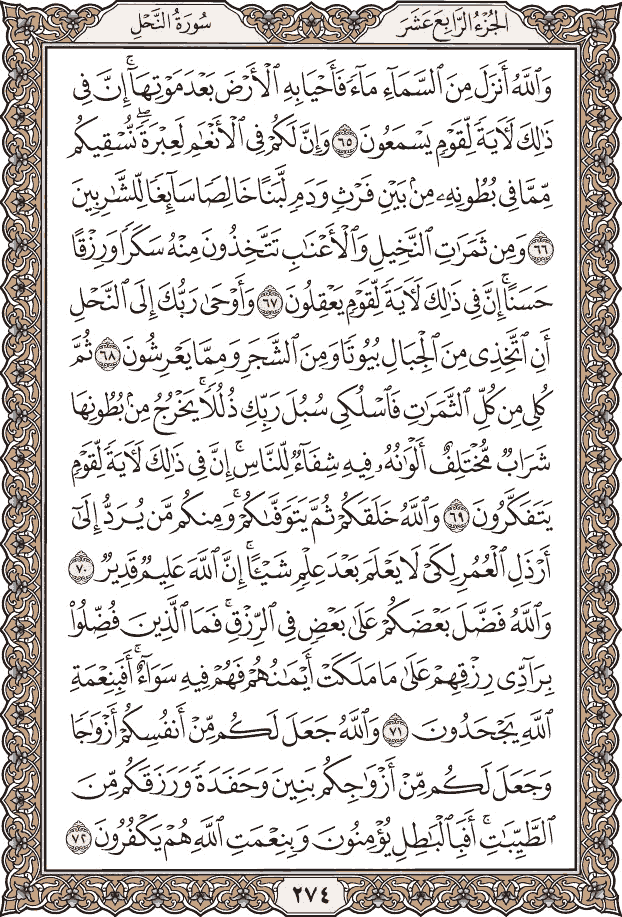 الجُزْءُ الرَّابِعَ عَشَرَ سُورَةُ النَّحْلِ
وَٱللَّهُ أَنزَلَ مِنَ ٱلسَّمَآءِ مَآءً فَأَحْيَا بِهِ ٱلْأَرْضَ بَعْدَ مَوْتِهَآۚ إِنَّ فِى
ذَٰلِكَ لَـَٔايَةً لِّقَوْمٍ يَسْمَعُونَ ٦٥ وَإِنَّ لَكُمْ فِى ٱلْأَنْعَٰمِ لَعِبْرَةًۖ نُّسْقِيكُم
مِّمَّا فِى بُطُونِهِۦ مِنۢ بَيْنِ فَرْثٍ وَدَمٍ لَّبَنًا خَالِصًا سَآئِغًا لِّلشَّٰرِبِينَ
٦٦ وَمِن ثَمَرَٰتِ ٱلنَّخِيلِ وَٱلْأَعْنَٰبِ تَتَّخِذُونَ مِنْهُ سَكَرًا وَرِزْقًا
حَسَنًاۚ إِنَّ فِى ذَٰلِكَ لَـَٔايَةً لِّقَوْمٍ يَعْقِلُونَ ٦٧ وَأَوْحَىٰ رَبُّكَ إِلَى ٱلنَّحْلِ
أَنِ ٱتَّخِذِى مِنَ ٱلْجِبَالِ بُيُوتًا وَمِنَ ٱلشَّجَرِ وَمِمَّا يَعْرِشُونَ ٦٨ ثُمَّ
كُلِى مِن كُلِّ ٱلثَّمَرَٰتِ فَٱسْلُكِى سُبُلَ رَبِّكِ ذُلُلًاۚ يَخْرُجُ مِنۢ بُطُونِهَا
شَرَابٌ مُّخْتَلِفٌ أَلْوَٰنُهُۥ فِيهِ شِفَآءٌ لِّلنَّاسِۚ إِنَّ فِى ذَٰلِكَ لَـَٔايَةً لِّقَوْمٍ
يَتَفَكَّرُونَ ٦٩ وَٱللَّهُ خَلَقَكُمْ ثُمَّ يَتَوَفَّىٰكُمْۚ وَمِنكُم مَّن يُرَدُّ إِلَىٰٓ
أَرْذَلِ ٱلْعُمُرِ لِكَىْ لَا يَعْلَمَ بَعْدَ عِلْمٍ شَيْـًٔاۚ إِنَّ ٱللَّهَ عَلِيمٌ قَدِيرٌ ٧٠
وَٱللَّهُ فَضَّلَ بَعْضَكُمْ عَلَىٰ بَعْضٍ فِى ٱلرِّزْقِۚ فَمَا ٱلَّذِينَ فُضِّلُوا۟
بِرَآدِّى رِزْقِهِمْ عَلَىٰ مَا مَلَكَتْ أَيْمَٰنُهُمْ فَهُمْ فِيهِ سَوَآءٌۚ أَفَبِنِعْمَةِ
ٱللَّهِ يَجْحَدُونَ ٧١ وَٱللَّهُ جَعَلَ لَكُم مِّنْ أَنفُسِكُمْ أَزْوَٰجًا
وَجَعَلَ لَكُم مِّنْ أَزْوَٰجِكُم بَنِينَ وَحَفَدَةً وَرَزَقَكُم مِّنَ
ٱلطَّيِّبَٰتِۚ أَفَبِٱلْبَٰطِلِ يُؤْمِنُونَ وَبِنِعْمَتِ ٱللَّهِ هُمْ يَكْفُرُونَ ٧٢
٢٧٤